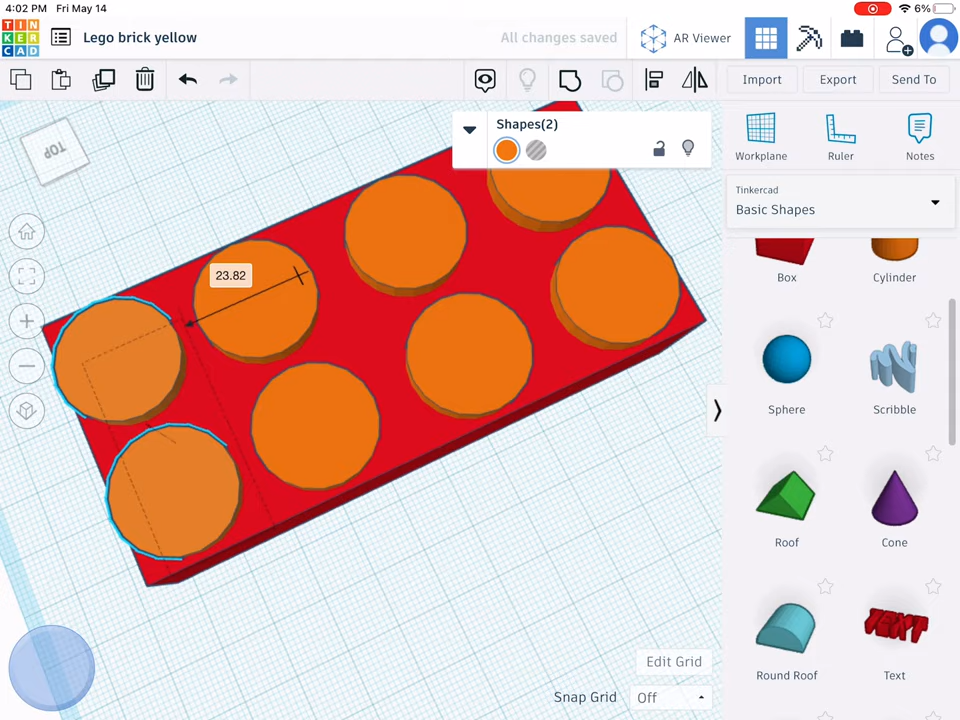 4:02 PM Fri May 14 6%
TIN
KER
CAD
Lego brick yellow
All changes saved
AR Viewer
Import
Export
Send To
TOP
Shapes(2)
Workplane
Ruler
Notes
Tinkercad
Basic Shapes
23.82
Box
Cylinder
Sphere
Scribble
Roof
Cone
TEXT
Round Roof
Text
Edit Grid
Snap Grid
Off